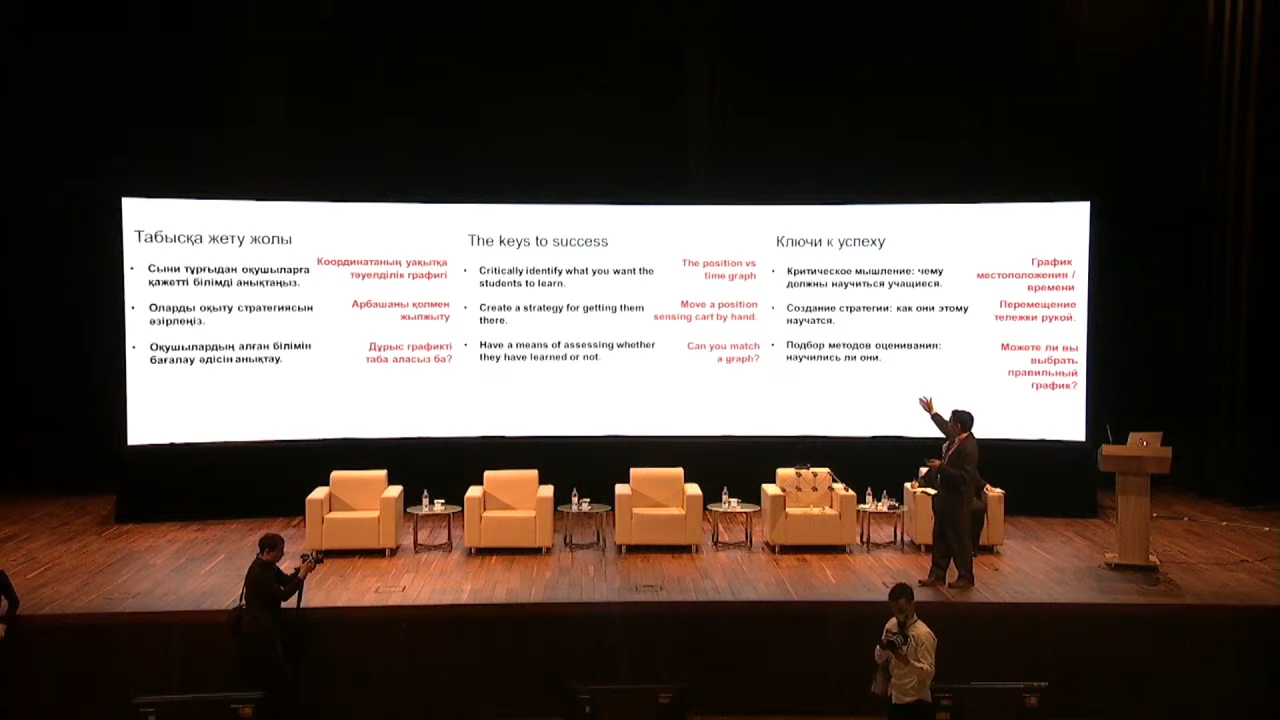 Табысқа жету жолы
• Сыни тұрғыдан оқушыларға
қажетті білімді анықтаңыз.
Координатаның уақытқа
тәуелділік графигі
• Оларды оқыту стратегиясын
әзірлеңіз.
Арбашаны қолмен
жылжыту
• Оқушылардың алған білімін
бағалау әдісін анықтау.
Дұрыс графикті
таба аласыз ба?
The keys to success
• Critically identify what you want the
students to learn.
The position vs
time graph
• Create a strategy for getting them
there.
Move a position
sensing cart by hand.
• Have a means of assessing whether
they have learned or not.
Can you match
a graph?
Ключи к успеху
• Критическое мышление: чему
должны научиться учащиеся.
График
местоположения /
времени
• Создание стратегии: как они этому
научатся.
Перемещение
тележки рукой.
• Подбор методов оценивания:
научились ли они.
Можете ли вы
выбрать
правильный
график?